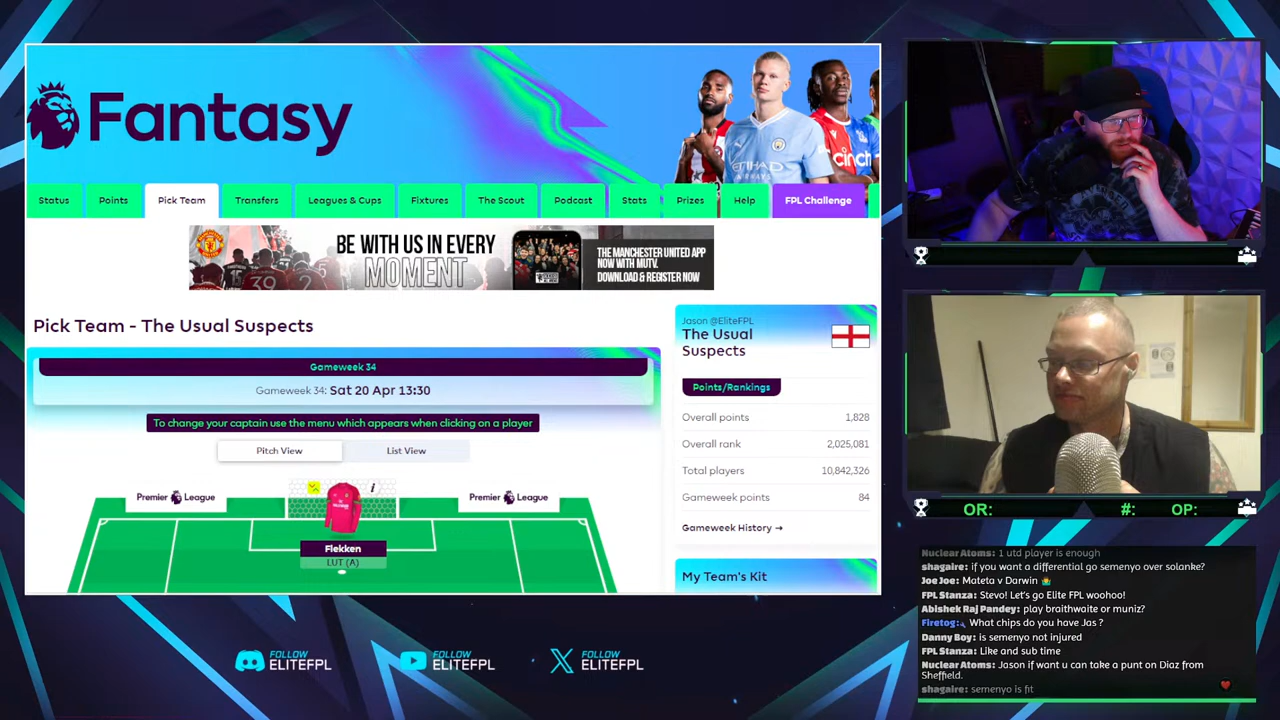 Fantasy
Status
Points
Pick Team
Transfers
Leagues & Cups
Fixtures
The Scout
Podcast
Stats
Prizes
Help
FPL Challenge
BE WITH US IN EVERY
MOMENT
THE MANCHESTER UNITED APP
NOW WITH MUTV.
DOWNLOAD & REGISTER NOW
Pick Team - The Usual Suspects
Gameweek 34
Gameweek 34: Sat 20 Apr 13:30
To change your captain use the menu which appears when clicking on a player
Pitch View
List View
Premier League
Premier League
Flekken
LUT (A)
Jason @EliteFPL
The Usual
Suspects
Points/Rankings
Overall points 1,828
Overall rank 2,025,081
Total players 10,842,326
Gameweek points 84
Gameweek History →
My Team's Kit
OR: #: OP:
FOLLOW
ELITEFPL
FOLLOW
ELITEFPL
FOLLOW
ELITEFPL
Nuclear Atoms: 1 utd player is enough
shagaire: if you want a differential go semenyo over solanke?
Joe Joe: Mateta v Darwin
FPL Stanza: Stevo! Let's go Elite FPL woohoo!
Abishek Raj Pandey: play braithwaite or muniz?
Firetog: What chips do you have Jas ?
Danny Boy: is semenyo not injured
FPL Stanza: Like and sub time
Nuclear Atoms: Jason if want u can take a punt on Diaz from
Sheffield.
shagaire: semenyo is fit